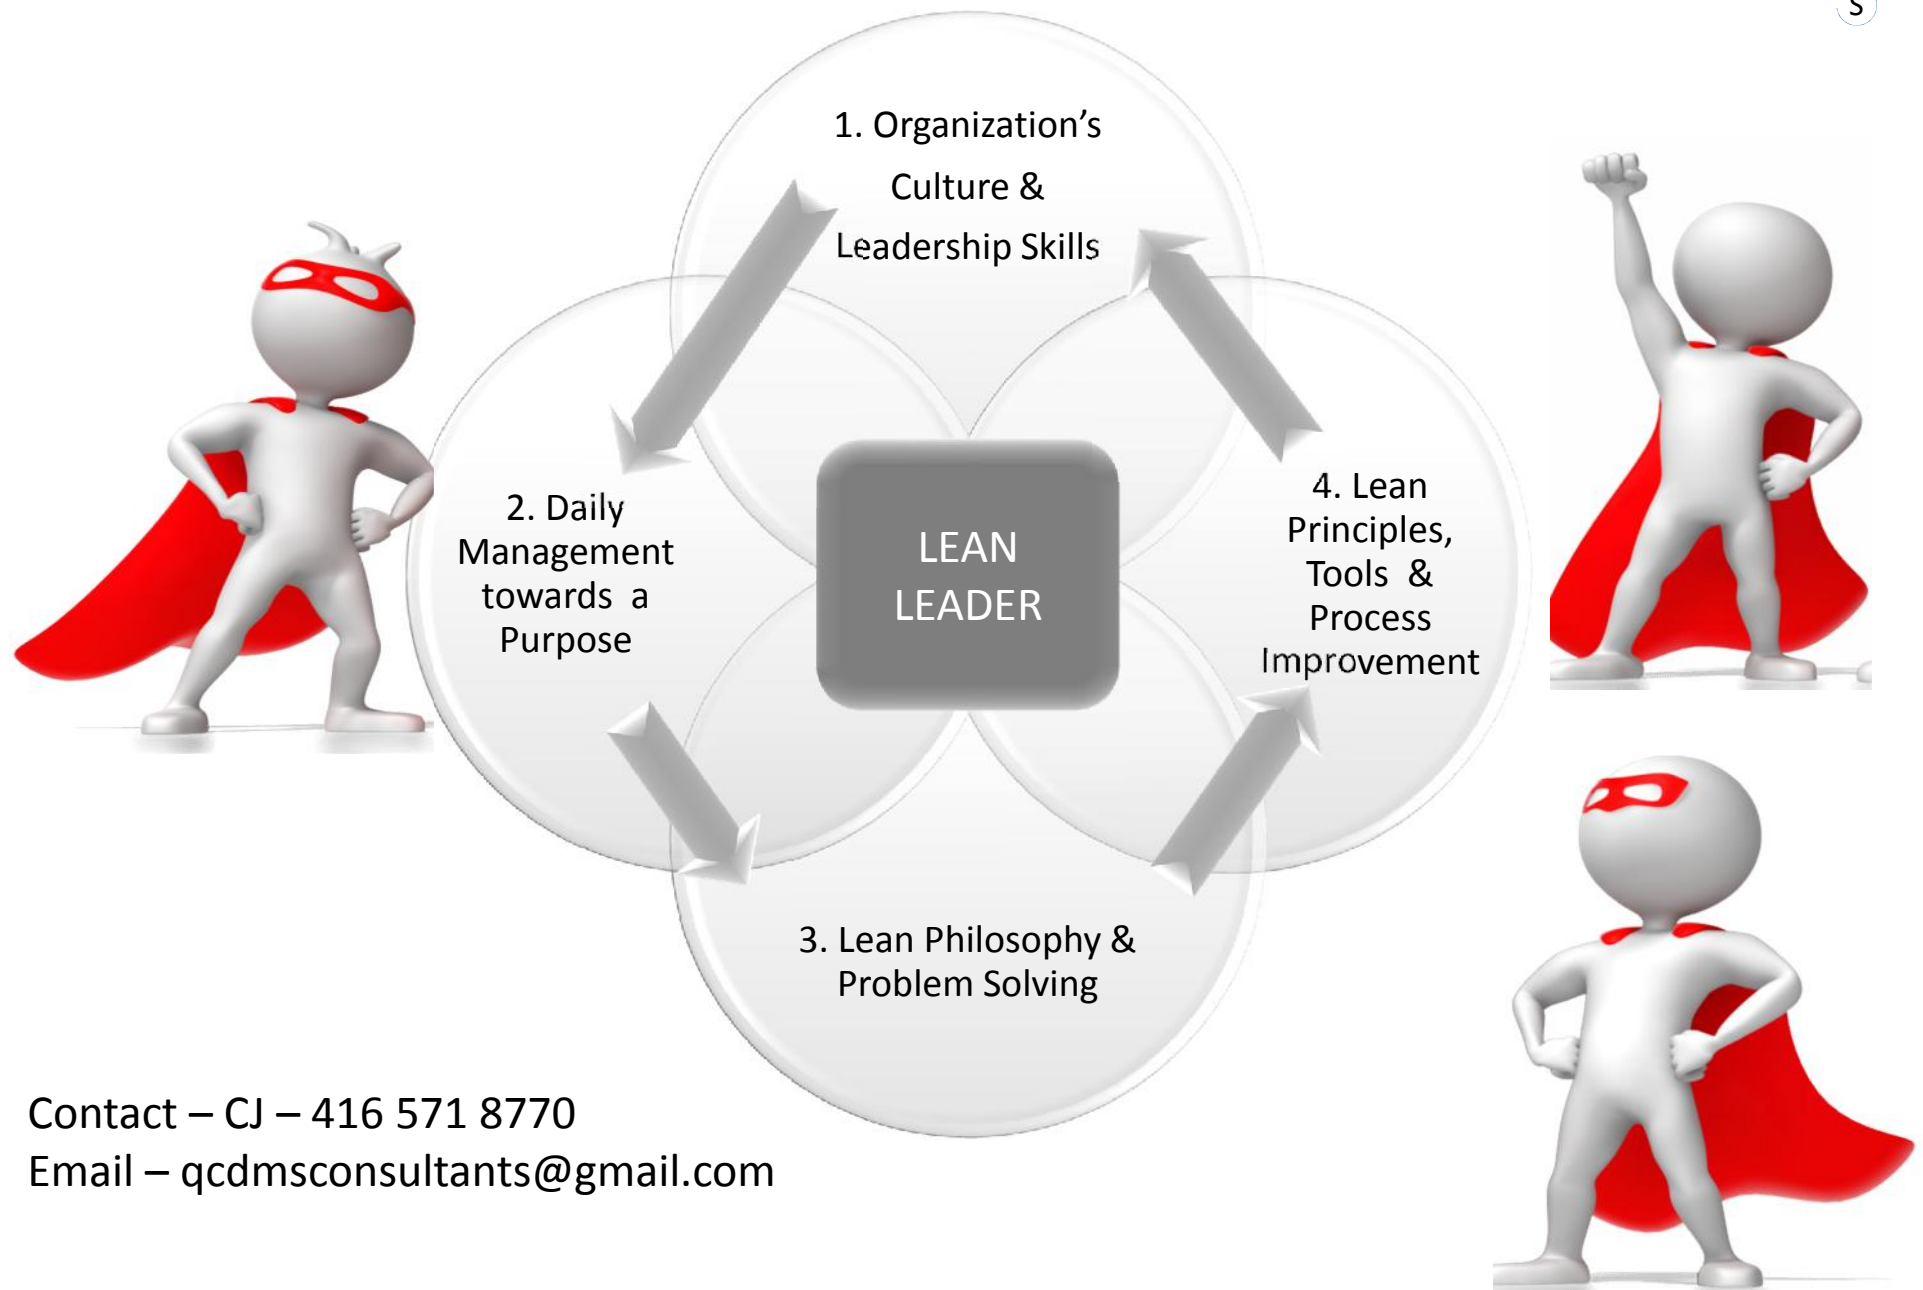 S
1. Organization’s
Culture &
Leadership Skills
2. Daily
Management
towards a
Purpose
LEAN
LEADER
4. Lean
Principles,
Tools &
Process
Improvement
3. Lean Philosophy &
Problem Solving
Contact – CJ – 416 571 8770
Email – qcdmsconsultants@gmail.com